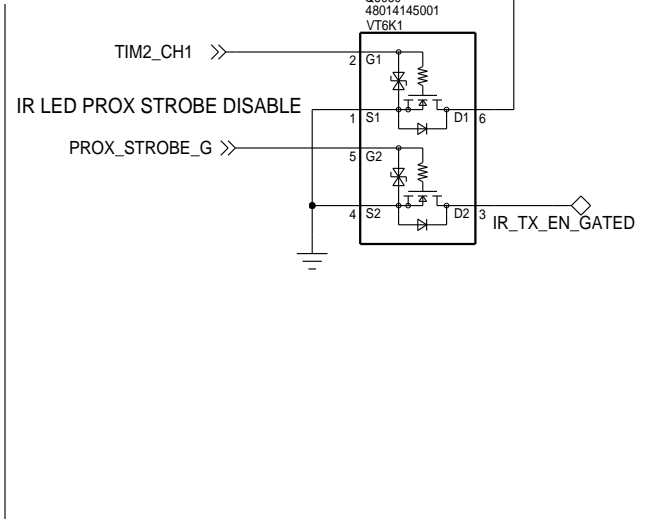 48014145001
VT6K1
TIM2_CH1
2 G1
IR LED PROX STROBE DISABLE
1 S1 D1 6
PROX_STROBE_G
5 G2
4 S2 D2 3
IR_TX_EN_GATED